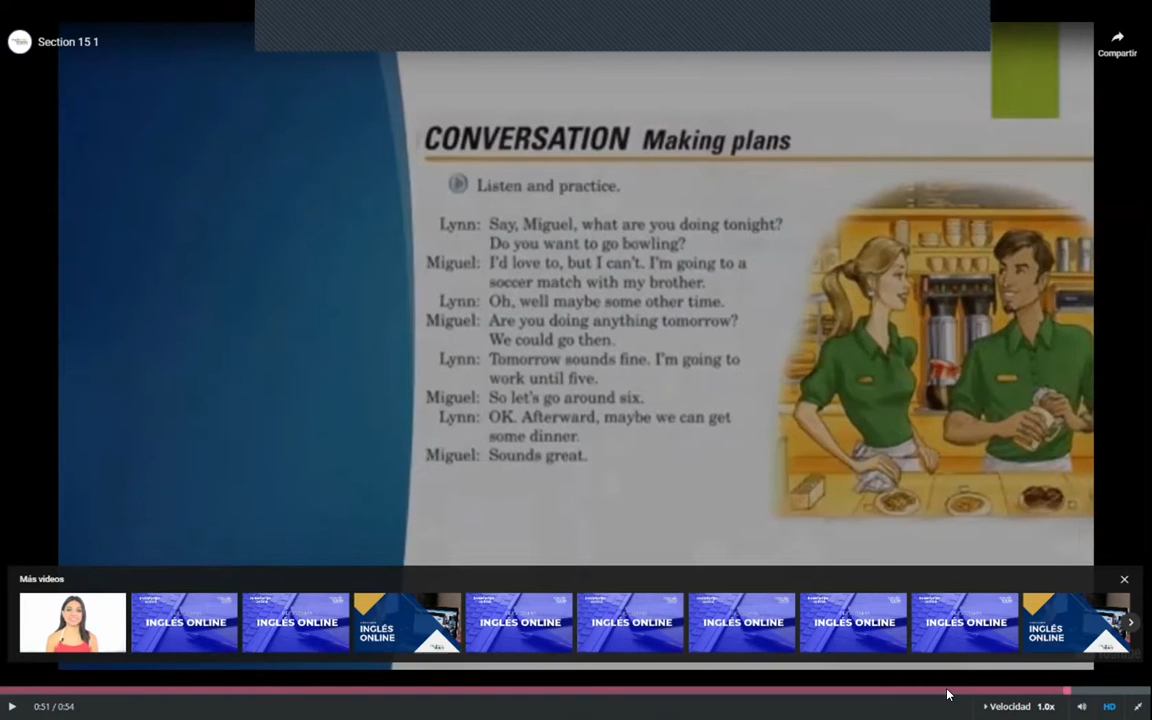 Section 15 1
Compartir
CONVERSATION Making plans
Listen and practice.
Lynn: Say, Miguel, what are you doing tonight?
Do you want to go bowling?
Miguel: I'd love to, but I can't. I'm going to a
soccer match with my brother.
Lynn: Oh, well maybe some other time.
Miguel: Are you doing anything tomorrow?
We could go then.
Lynn: Tomorrow sounds fine. I'm going to
work until five.
Miguel: So let's go around six.
Lynn: OK. Afterward, maybe we can get
some dinner.
Miguel: Sounds great.
Más videos
INGLÉS ONLINE
INGLÉS ONLINE
INGLÉS
ONLINE
INGLÉS ONLINE
INGLÉS ONLINE
INGLÉS ONLINE
INGLÉS ONLINE
INGLÉS ONLINE
INGLÉS
ONLINE
0:51 / 0:54
Velocidad 1.0x
HD